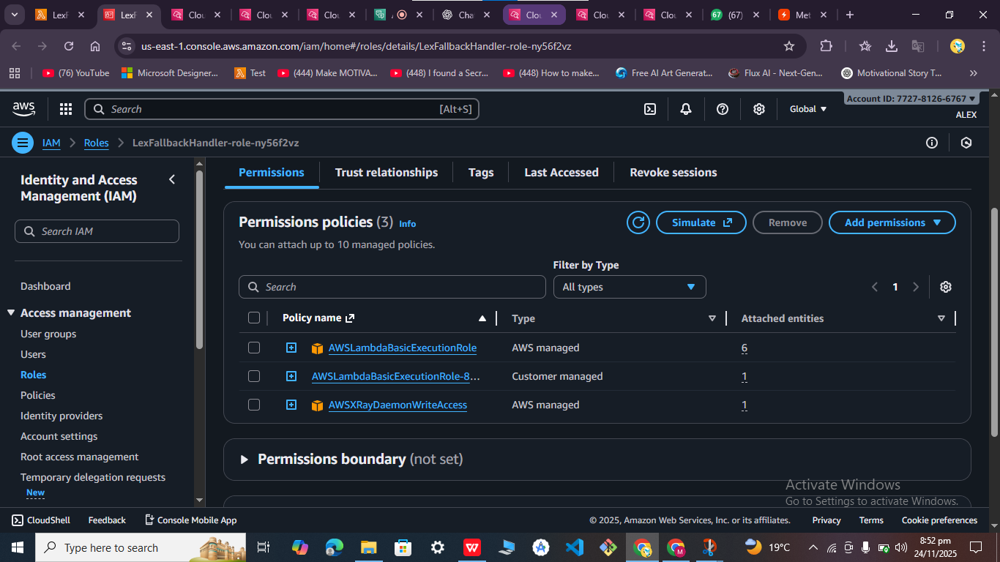 LexF
LexF
Clou
Clou
Clou
Cha
Clou
Clou
Clou
67 (67)
Met
us-east-1.console.aws.amazon.com/iam/home#/roles/details/LexFallbackHandler-role-ny56f2vz
(76) YouTube
Microsoft Designer...
Test
(444) Make MOTIVA...
(448) I found a Secr...
(448) How to make...
Free AI Art Generat...
Flux AI - Next-Gen...
Motivational Story T...
aws
Search
[Alt+S]
Global
Account ID: 7727-8126-6767
ALEX
IAM
Roles
LexFallbackHandler-role-ny56f2vz
Identity and Access
Management (IAM)
Search IAM
Dashboard
Access management
User groups
Users
Roles
Policies
Identity providers
Account settings
Root access management
Temporary delegation requests
New
Permissions
Trust relationships
Tags
Last Accessed
Revoke sessions
Permissions policies (3) Info
Simulate
Remove
Add permissions
You can attach up to 10 managed policies.
Filter by Type
Search
All types
1
Policy name
Type
Attached entities
AWSLambdaBasicExecutionRole
AWS managed
6
AWSLambdaBasicExecutionRole-8...
Customer managed
1
AWSXRayDaemonWriteAccess
AWS managed
1
Permissions boundary (not set)
Activate Windows
Go to Settings to activate Windows.
CloudShell
Feedback
Console Mobile App
© 2025, Amazon Web Services, Inc. or its affiliates.
Privacy
Terms
Cookie preferences
Type here to search
19°C
8:52 pm
24/11/2025